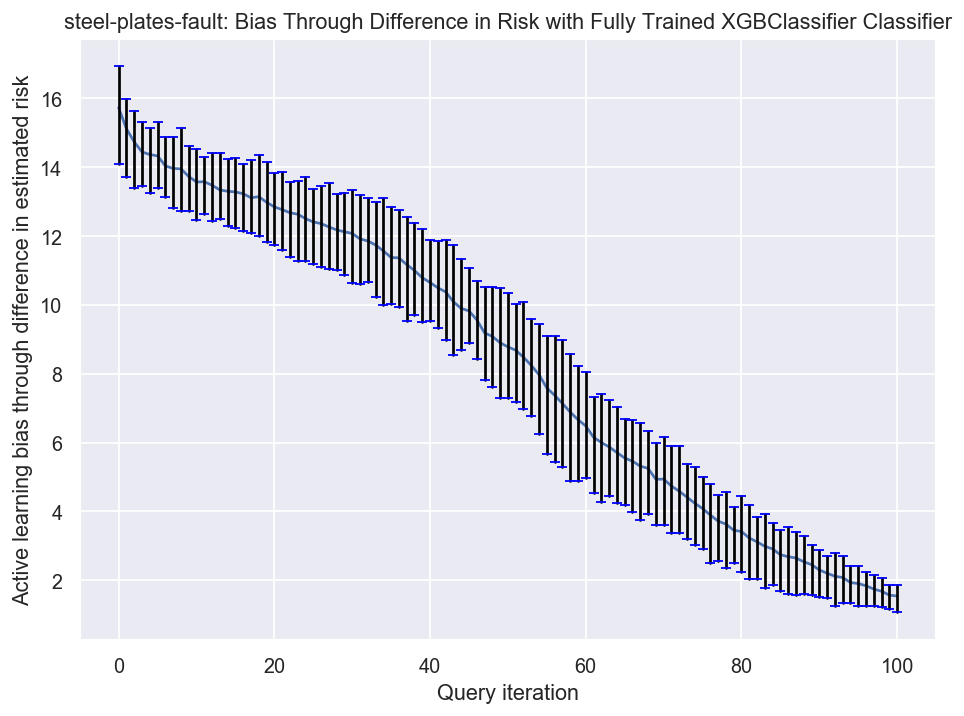 steel-plates-fault: Bias Through Difference in Risk with Fully Trained XGBClassifier Classifier
Active learning bias through difference in estimated risk
16
14
12
10
8
6
4
2
0 20 40 60 80 100
Query iteration